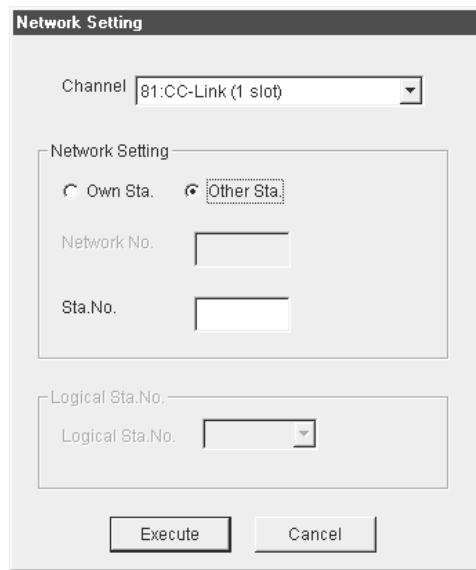 Network Setting
Channel 81:CC-Link (1 slot)
Network Setting
Own Sta. Other Sta.
Network No.
Sta.No.
Logical Sta.No.
Logical Sta.No.
Execute Cancel